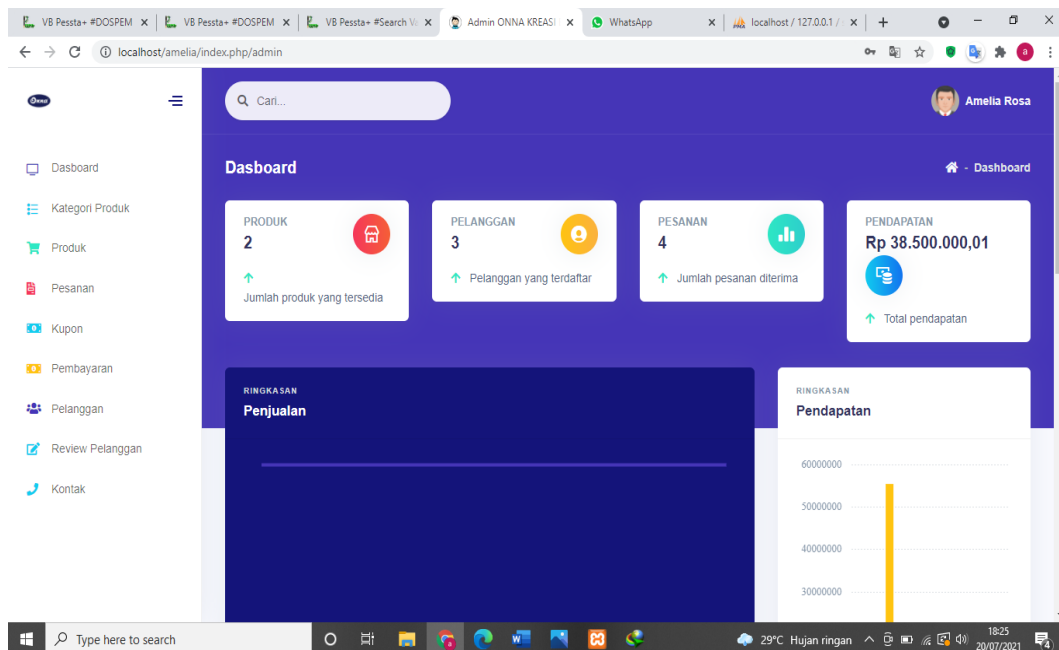 VB Pessta+ #DOSPEM
VB Pessta+ #DOSPEM
VB Pessta+ #Search Va
Admin ONNA KREASI
WhatsApp
localhost / 127.0.0.1 /
localhost/amelia/index.php/admin
a
Onna
Cari...
Amelia Rosa
Dasboard
Kategori Produk
Produk
Pesanan
Kupon
Pembayaran
Pelanggan
Review Pelanggan
Kontak
Dasboard
- Dashboard
PRODUK
2
Jumlah produk yang tersedia
PELANGGAN
3
Pelanggan yang terdaftar
PESANAN
4
Jumlah pesanan diterima
PENDAPATAN
Rp 38.500.000,01
Total pendapatan
RINGKASAN
Penjualan
RINGKASAN
Pendapatan
60000000
50000000
40000000
30000000
Type here to search
29°C Hujan ringan
18:25
20/07/2021
4